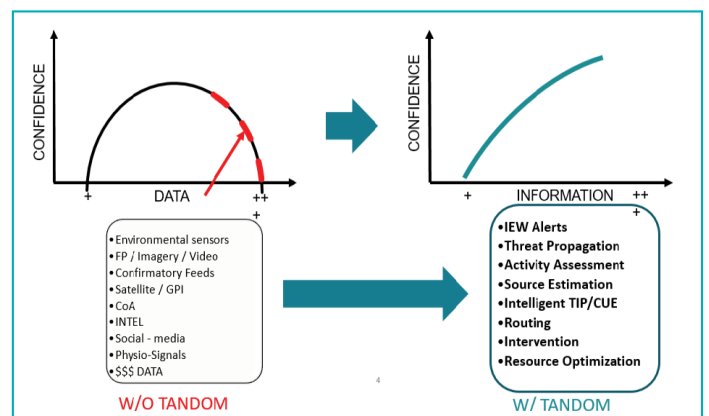 CONFIDENCE
DATA
+
++
+
CONFIDENCE
INFORMATION
+
++
+
•Environmental sensors
•FP / Imagery / Video
•Confirmatory Feeds
•Satellite / GPI
•CoA
•INTEL
•Social - media
•Physio-Signals
•$$$ DATA
W/O TANDOM
•IEW Alerts
•Threat Propagation
•Activity Assessment
•Source Estimation
•Intelligent TIP/CUE
•Routing
•Intervention
•Resource Optimization
W/ TANDOM
4